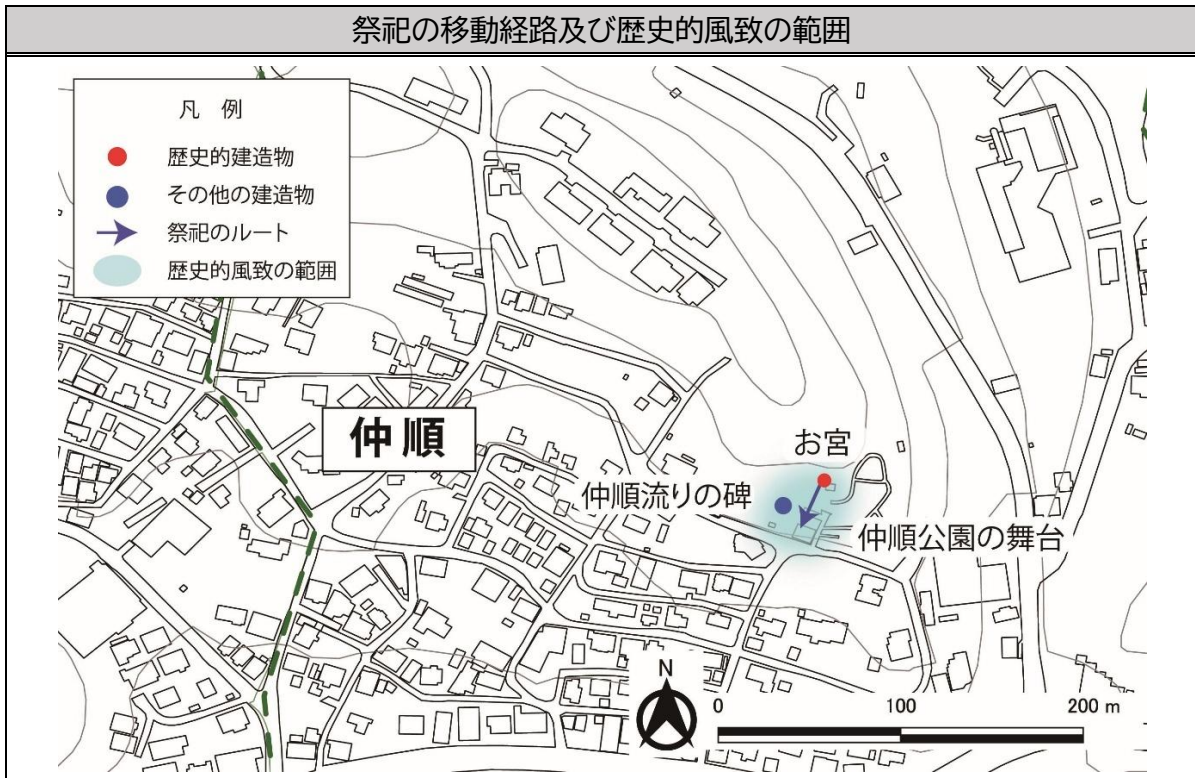 祭祀の移動経路及び歴史的風致の範囲
凡 例
歴史的建造物
その他の建造物
祭祀のルート
歴史的風致の範囲
仲順
お宮
仲順流りの碑
仲順公園の舞台
N
0 100 200 m